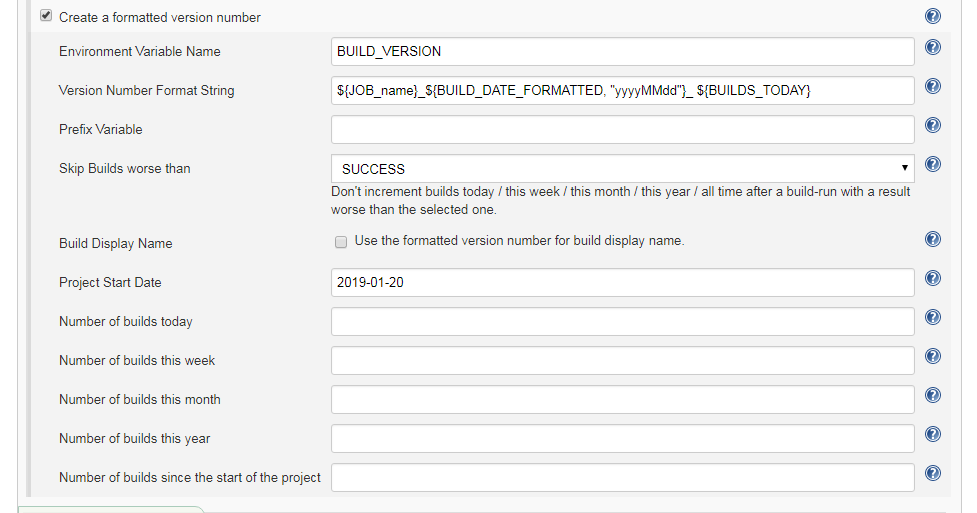 Create a formatted version number
Environment Variable Name
BUILD_VERSION
Version Number Format String
${JOB_name}_${BUILD_DATE_FORMATTED, "yyyyMMdd"}_ ${BUILDS_TODAY}
Prefix Variable
Skip Builds worse than
SUCCESS
Don't increment builds today / this week / this month / this year / all time after a build-run with a result
worse than the selected one.
Build Display Name
Use the formatted version number for build display name.
Project Start Date
2019-01-20
Number of builds today
Number of builds this week
Number of builds this month
Number of builds this year
Number of builds since the start of the project